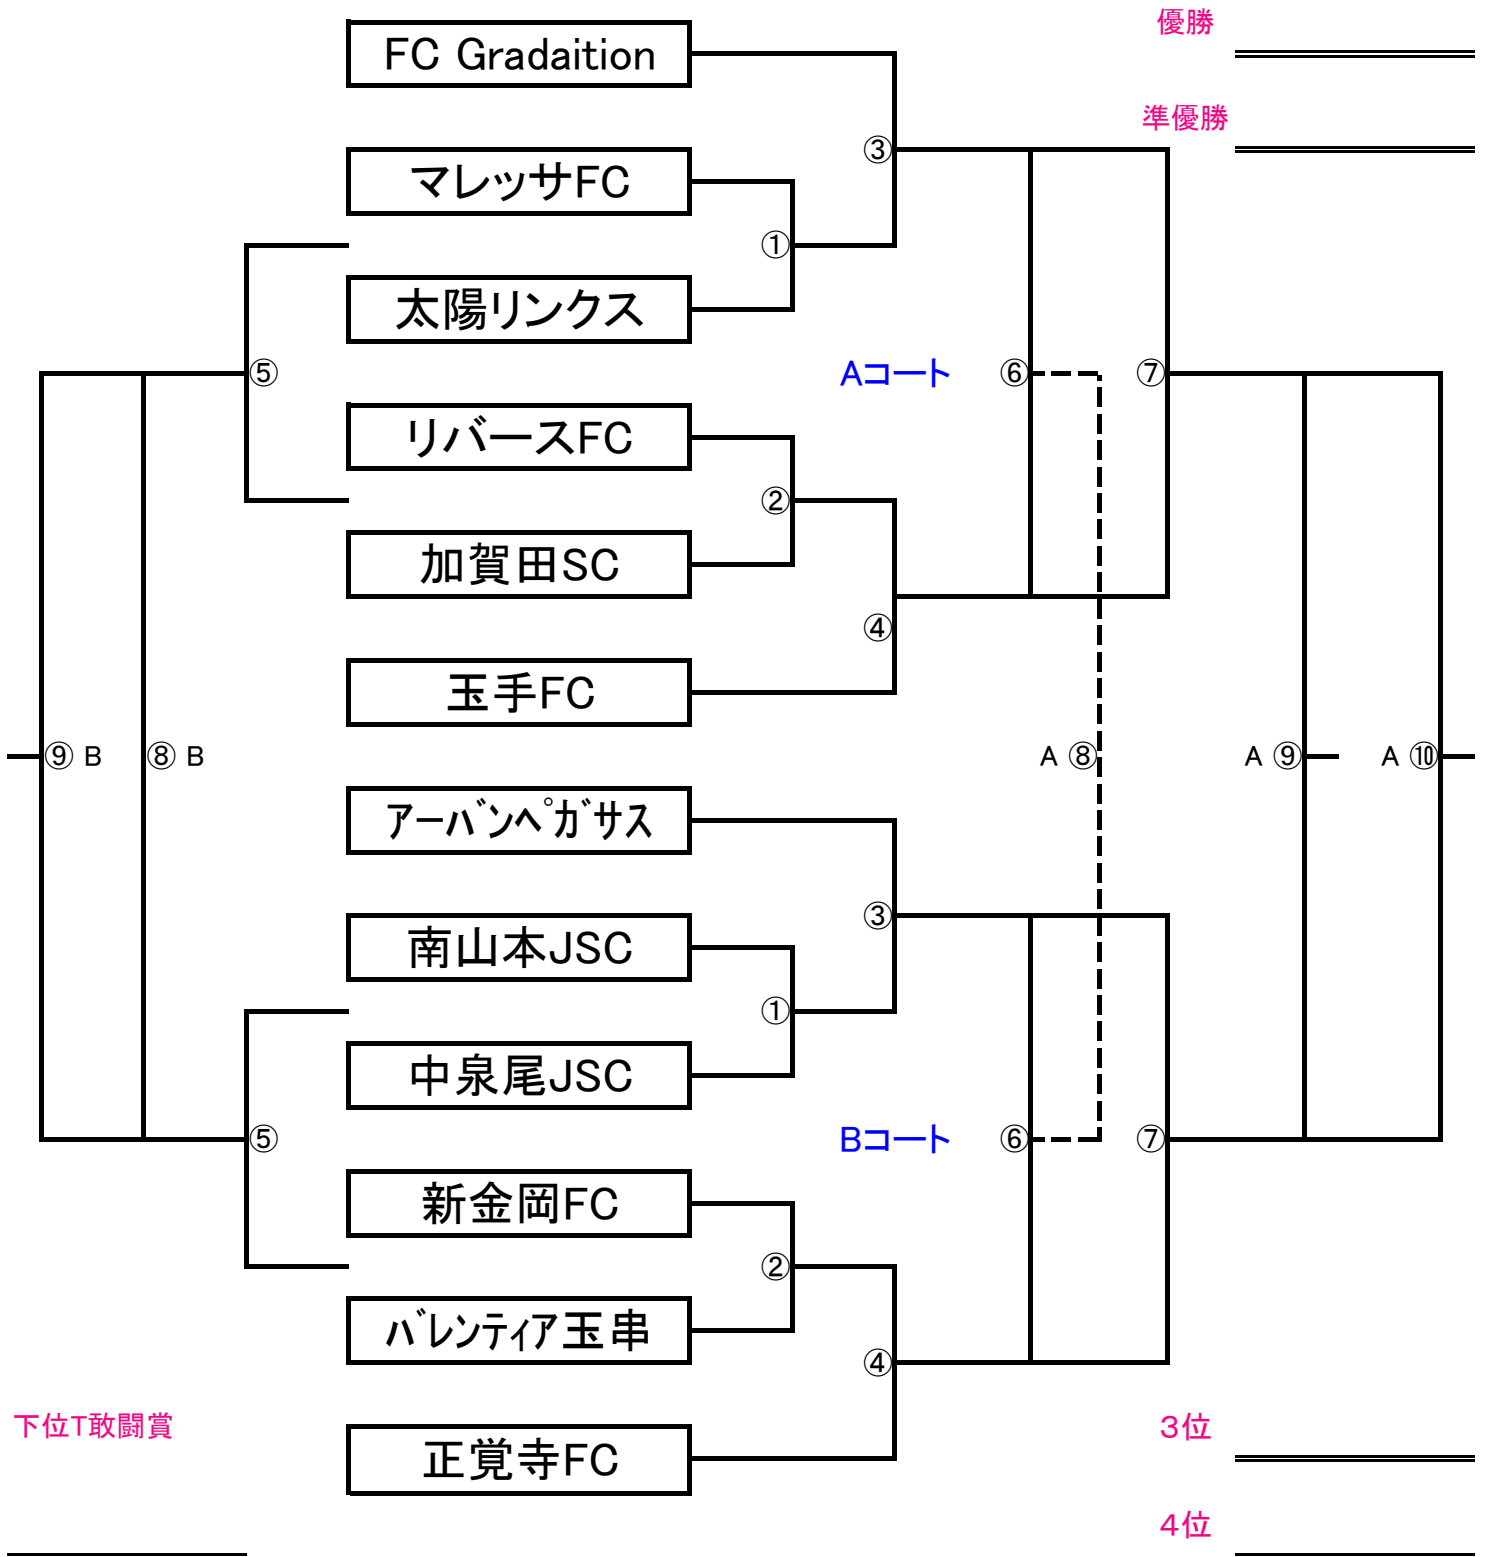 優勝
FC Gradaition
準優勝
③
マレッサFC
①
太陽リンクス
⑤
Aコート
⑥
⑦
リバースFC
②
加賀田SC
④
玉手FC
⑨ B
⑧ B
A ⑧
A ⑨
A ⑩
ｱｰﾊﾞﾝﾍﾟｶﾞｻｽ
③
南山本JSC
①
中泉尾JSC
⑤
Bコート
⑥
⑦
新金岡FC
②
ﾊﾞﾚﾝﾃｨｱ玉串
④
下位T敢闘賞
３位
正覚寺FC
４位